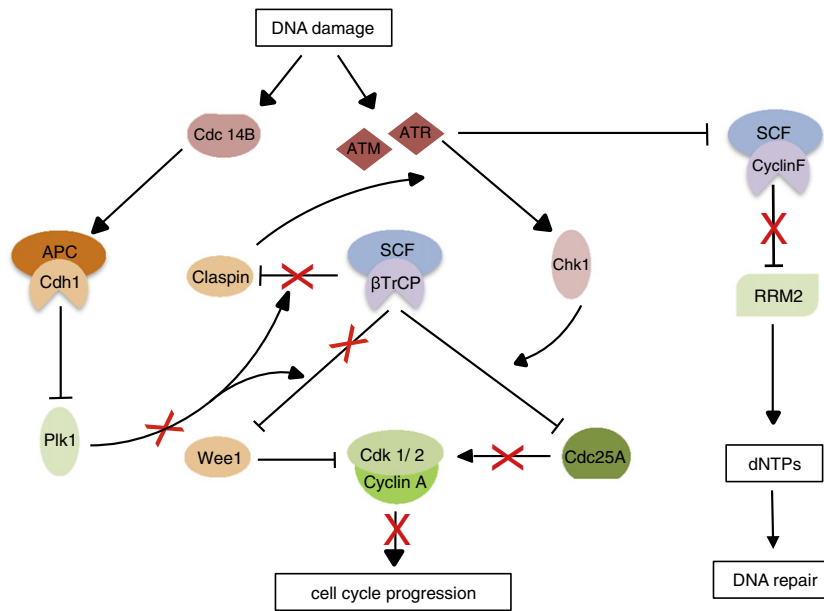 DNA damage
Cdc 14B
ATR
ATM
SCF
CyclinF
APC
Cdh1
Claspin
SCF
βTrCP
Chk1
RRM2
Plk1
Wee1
Cdk 1/ 2
Cyclin A
Cdc25A
dNTPs
cell cycle progression
DNA repair